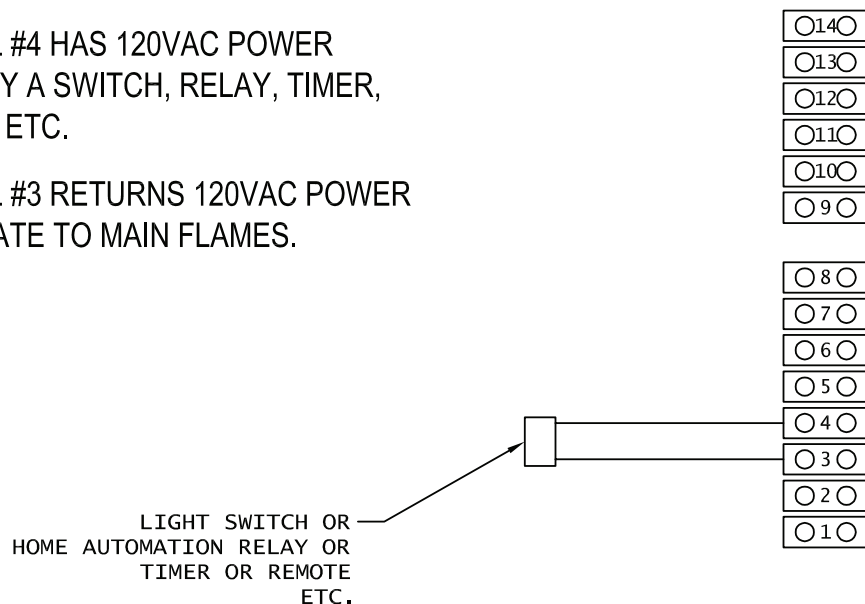 #4 HAS 120VAC POWER
Y A SWITCH, RELAY, TIMER,
ETC.
#3 RETURNS 120VAC POWER
ATE TO MAIN FLAMES.
14
13
12
11
10
9
8
7
6
5
4
3
2
1
LIGHT SWITCH OR
HOME AUTOMATION RELAY OR
TIMER OR REMOTE
ETC.